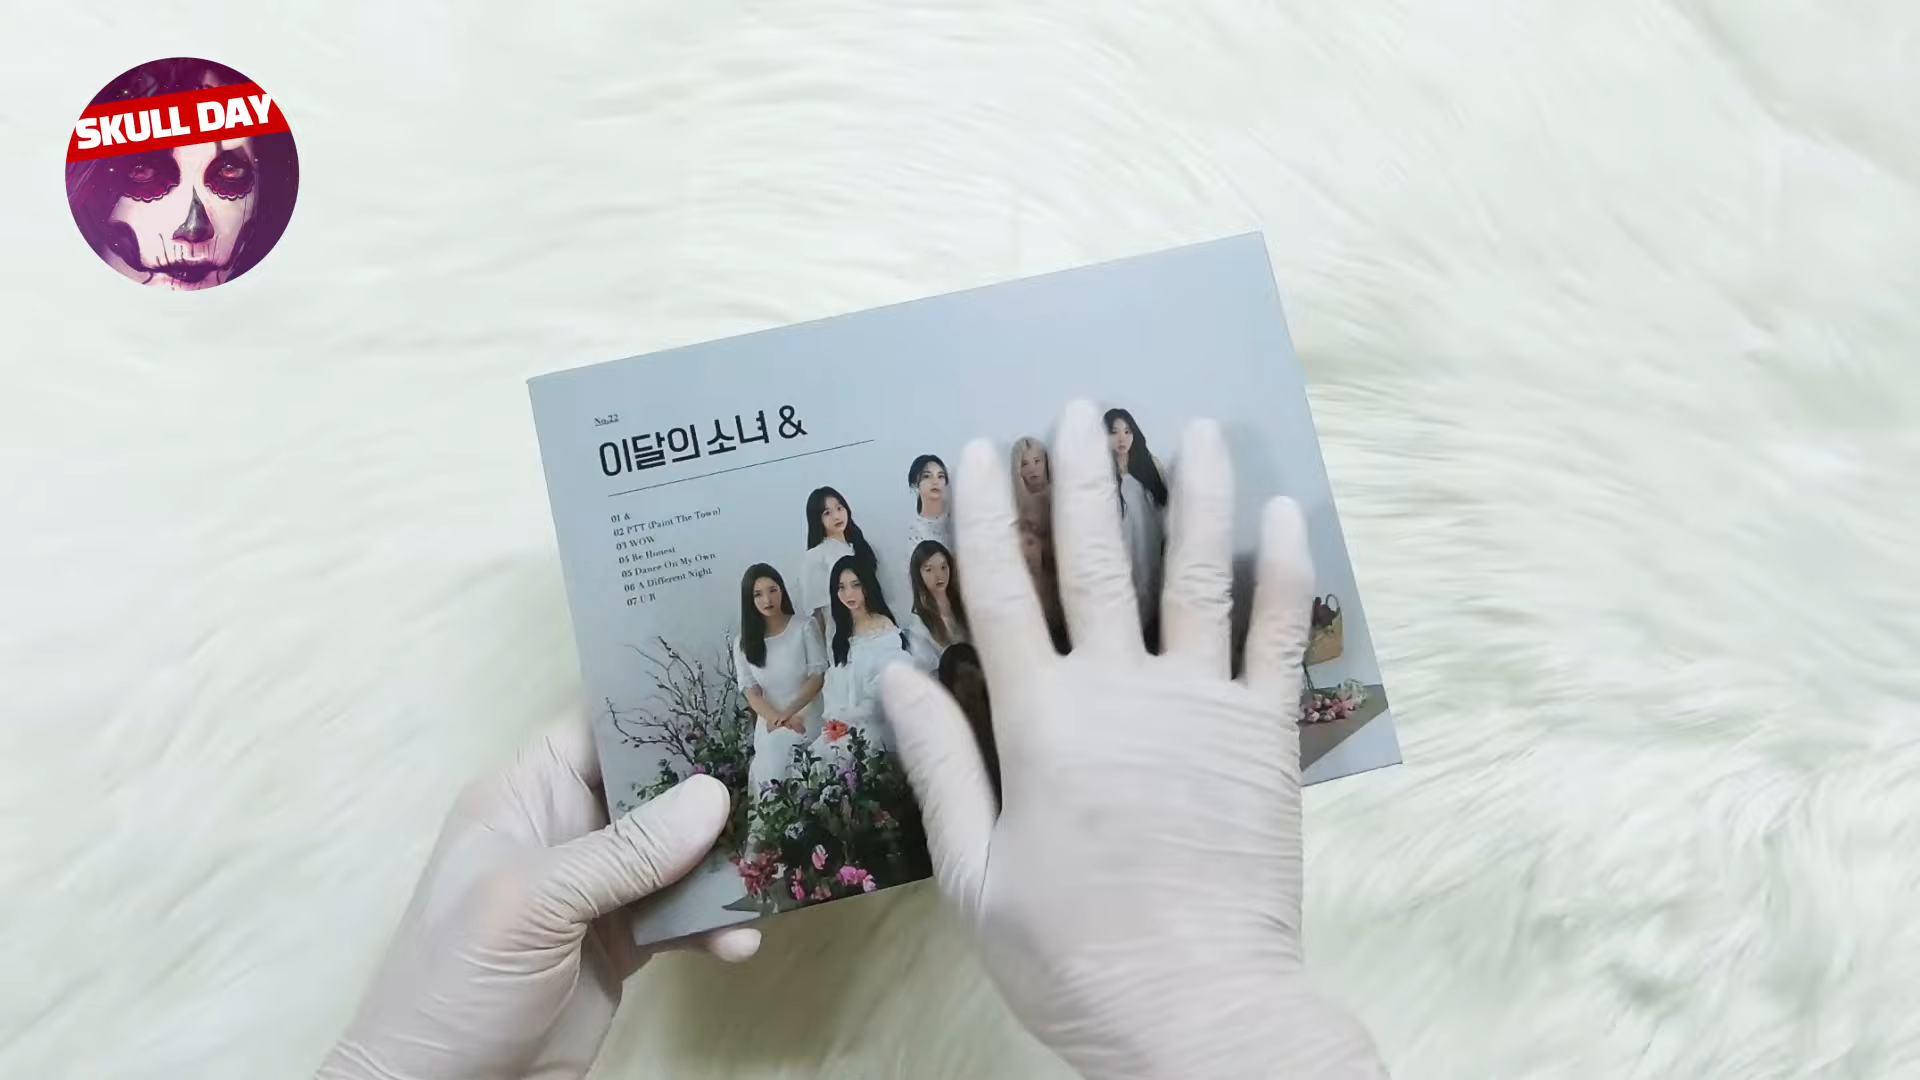 SKULL DAY
No.22
이달의 소녀 &
01 &
02 PTT (Paint The Town)
03 WOW
04 Be Honest
05 Dance On My Own
06 A Different Night
07 U R